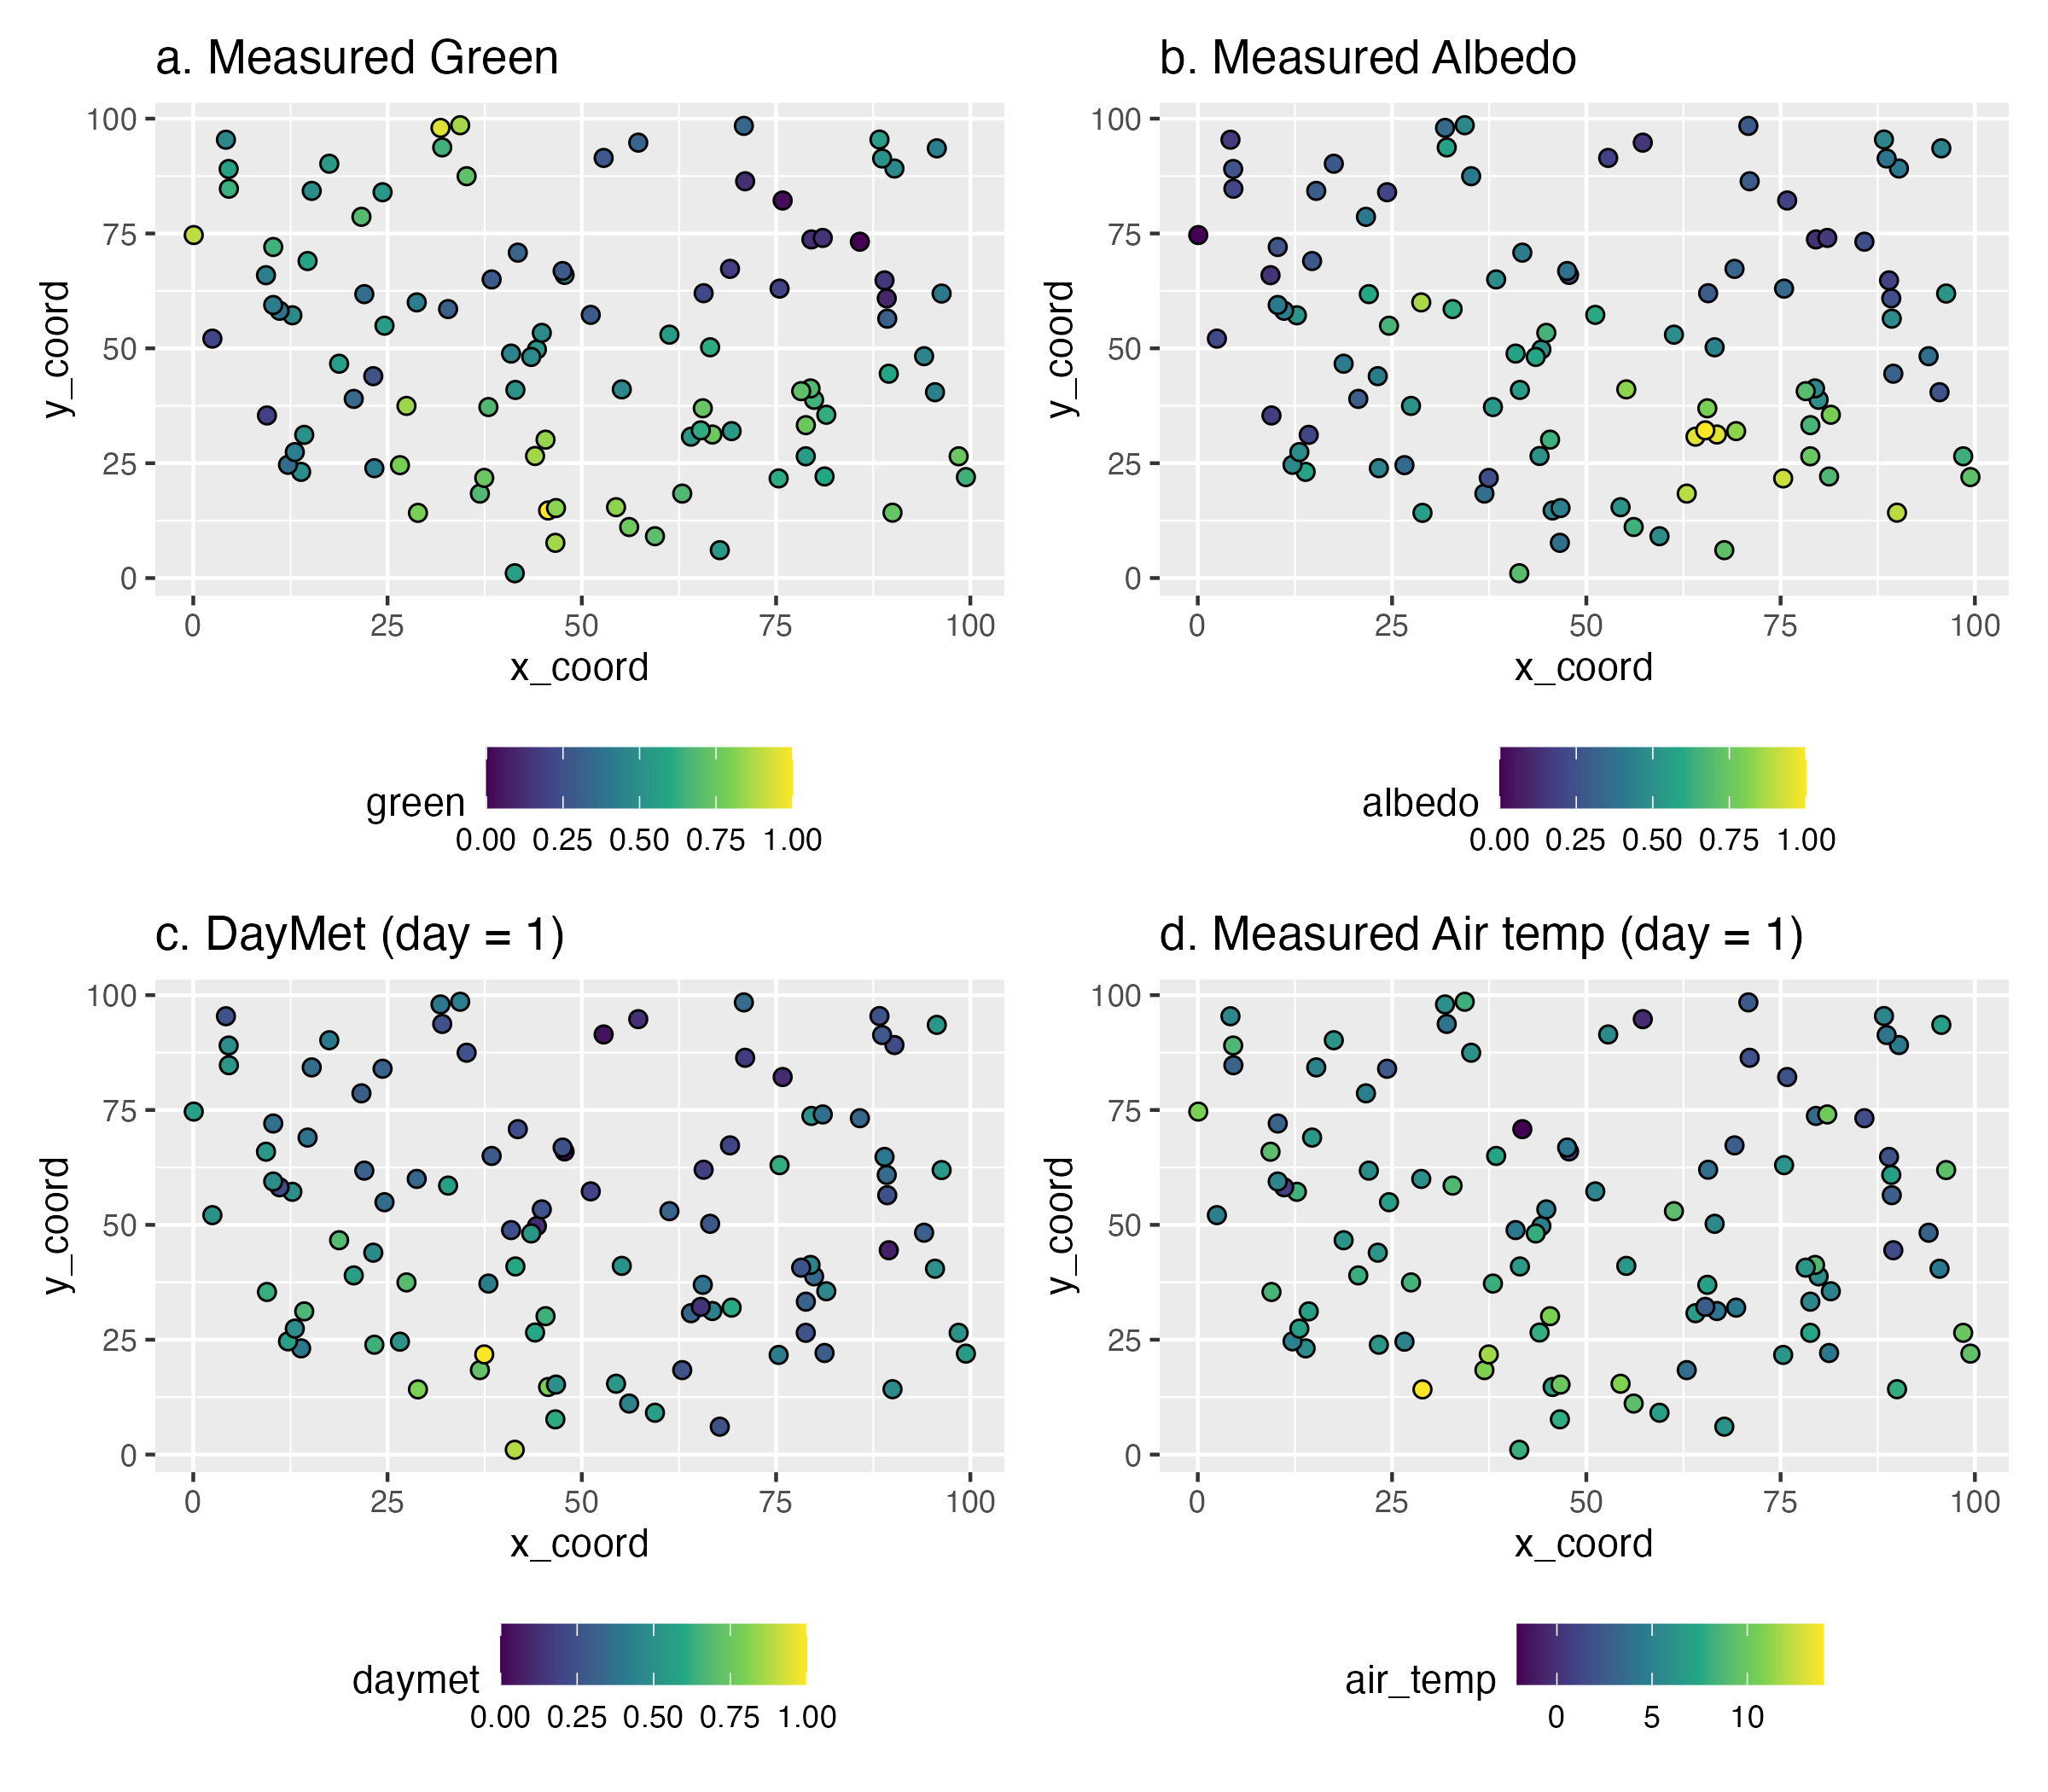 a. Measured Green
100
75
50
25
0
y_coord
0 25 50 75 100
x_coord
green
0.00 0.25 0.50 0.75 1.00
b. Measured Albedo
100
75
50
25
0
y_coord
0 25 50 75 100
x_coord
albedo
0.00 0.25 0.50 0.75 1.00
c. DayMet (day = 1)
100
75
50
25
0
y_coord
0 25 50 75 100
x_coord
daymet
0.00 0.25 0.50 0.75 1.00
d. Measured Air temp (day = 1)
100
75
50
25
0
y_coord
0 25 50 75 100
x_coord
air_temp
0 5 10